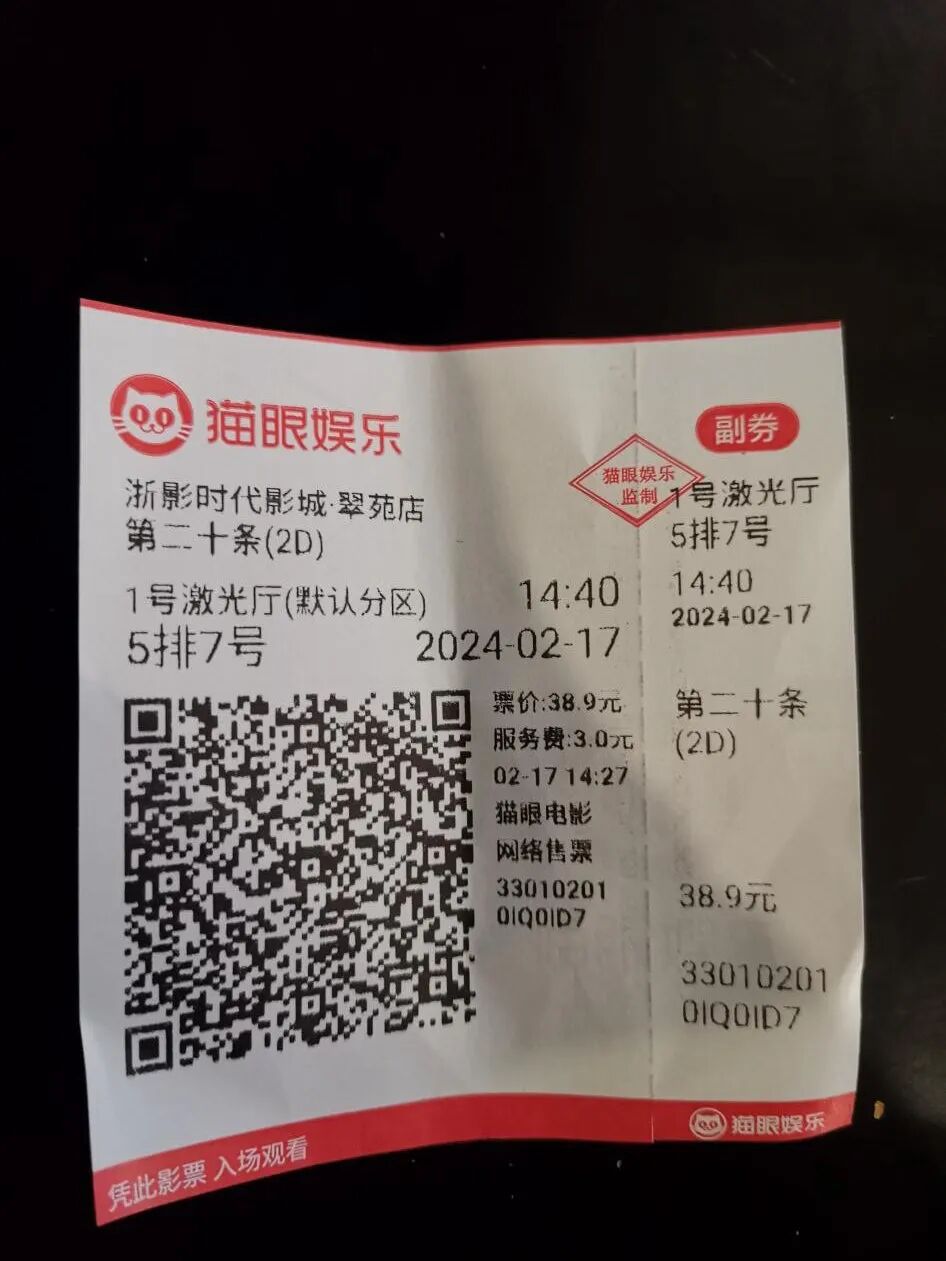 猫眼娱乐
浙影时代影城·翠苑店
第二十条(2D)
1号激光厅(默认分区)
14:40
5排7号
2024-02-17
票价:38.9元
服务费:3.0元
02-17 14:27
猫眼电影
网络售票
33010201
0IQ0ID7
凭此影票 入场观看
猫眼娱乐
监制
副券
1号激光厅
5排7号
14:40
2024-02-17
第二十条
(2D)
38.9元
33010201
0IQ0ID7
猫眼娱乐